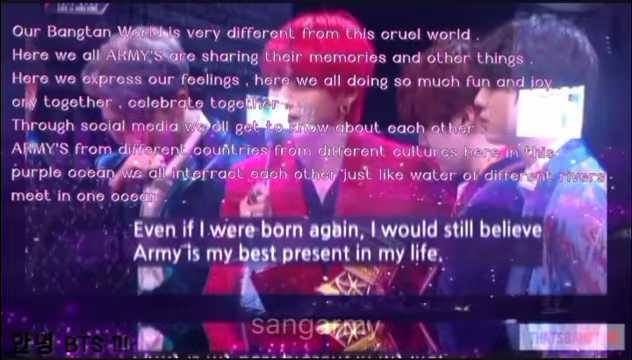 Our Bangtan World is very different from this cruel world .
Here we all ARMY'S are sharing their memories and other things .
Here we express our feelings , here we all doing so much fun and joy
cry together , celebrate together
Through social media we all get to know about each other
ARMY'S from different countries from different cultures here in this
purple ocean we all interract each other just like water of different rivers
meet in one ocean
Even if I were born again, I would still believe
Army is my best present in my life.
sangarmy
안녕 BTS !!!